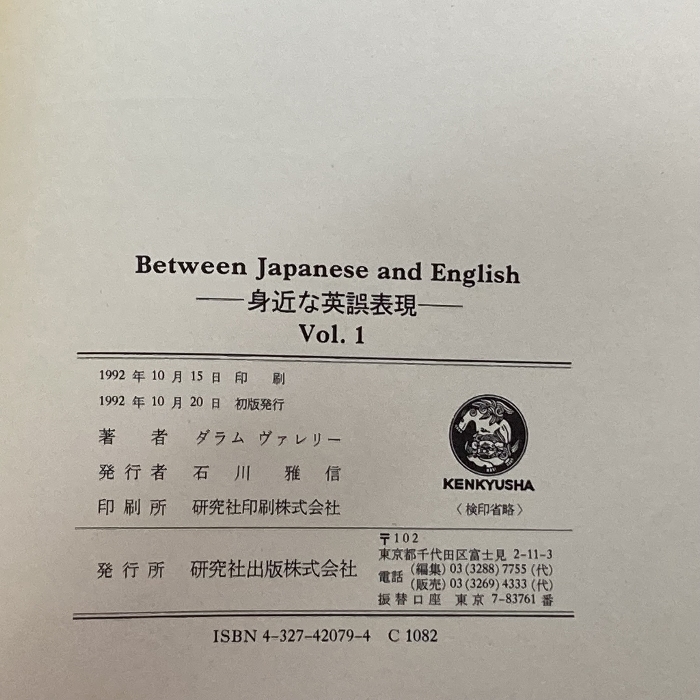 Between Japanese and English
——身近な英誤表現——
Vol. 1
1992 年 10 月 15 日 印 刷
1992 年 10 月 20 日 初版発行
著 者 ダラム ヴァレリー
発行者 石 川 雅 信
印刷所 研究社印刷株式会社
KENKYUSHA
〈検印省略〉
発行所 研究社出版株式会社
〒102
東京都千代田区富士見 2-11-3
電話 (編集) 03(3288) 7755 (代)
(販売) 03(3269) 4333 (代)
振替口座 東京 7-83761 番
ISBN 4-327-42079-4 C 1082